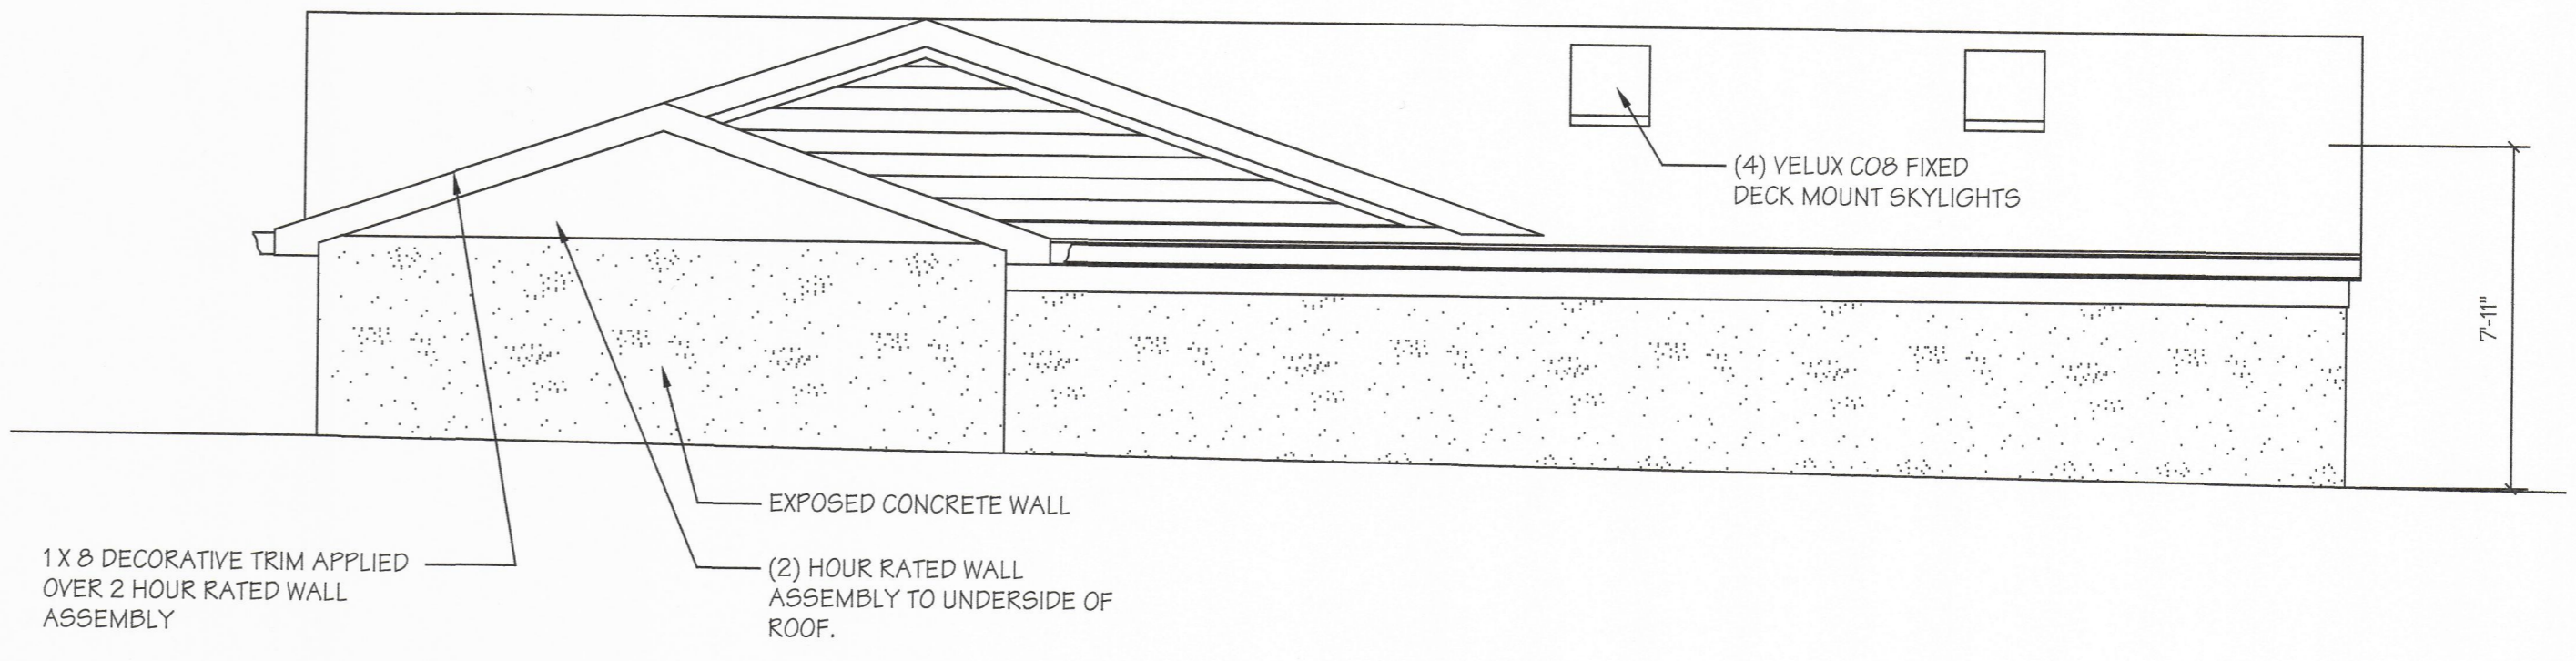 (4) VELUX CO8 FIXED
DECK MOUNT SKYLIGHTS
7'-11"
EXPOSED CONCRETE WALL
1 X 8 DECORATIVE TRIM APPLIED
OVER 2 HOUR RATED WALL
ASSEMBLY
(2) HOUR RATED WALL
ASSEMBLY TO UNDERSIDE OF
ROOF.